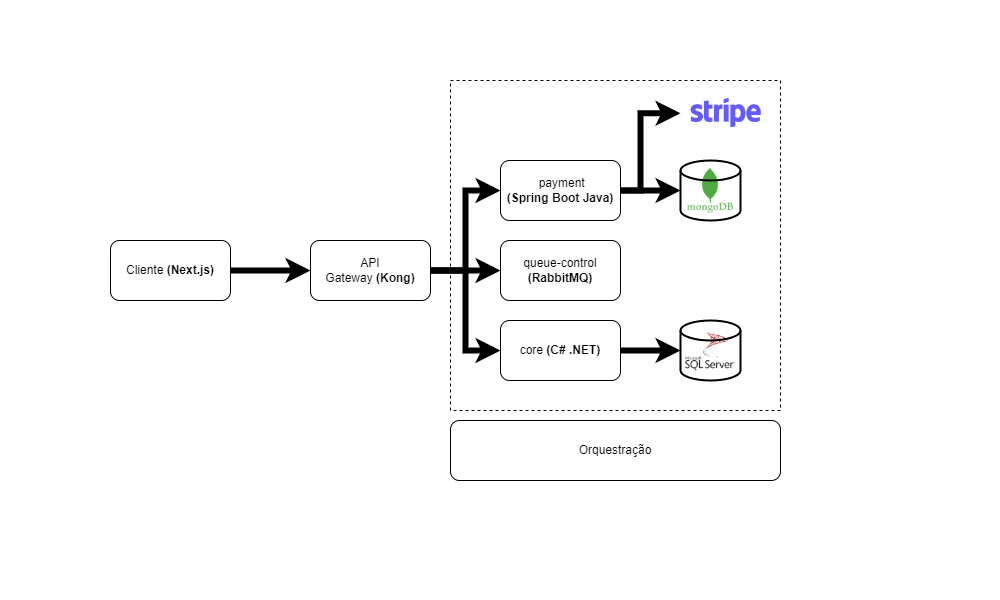 stripe
payment
(Spring Boot Java)
mongoDB
Cliente (Next.js)
API
Gateway (Kong)
queue-control
(RabbitMQ)
core (C# .NET)
Microsoft
SQL Server
Orquestração